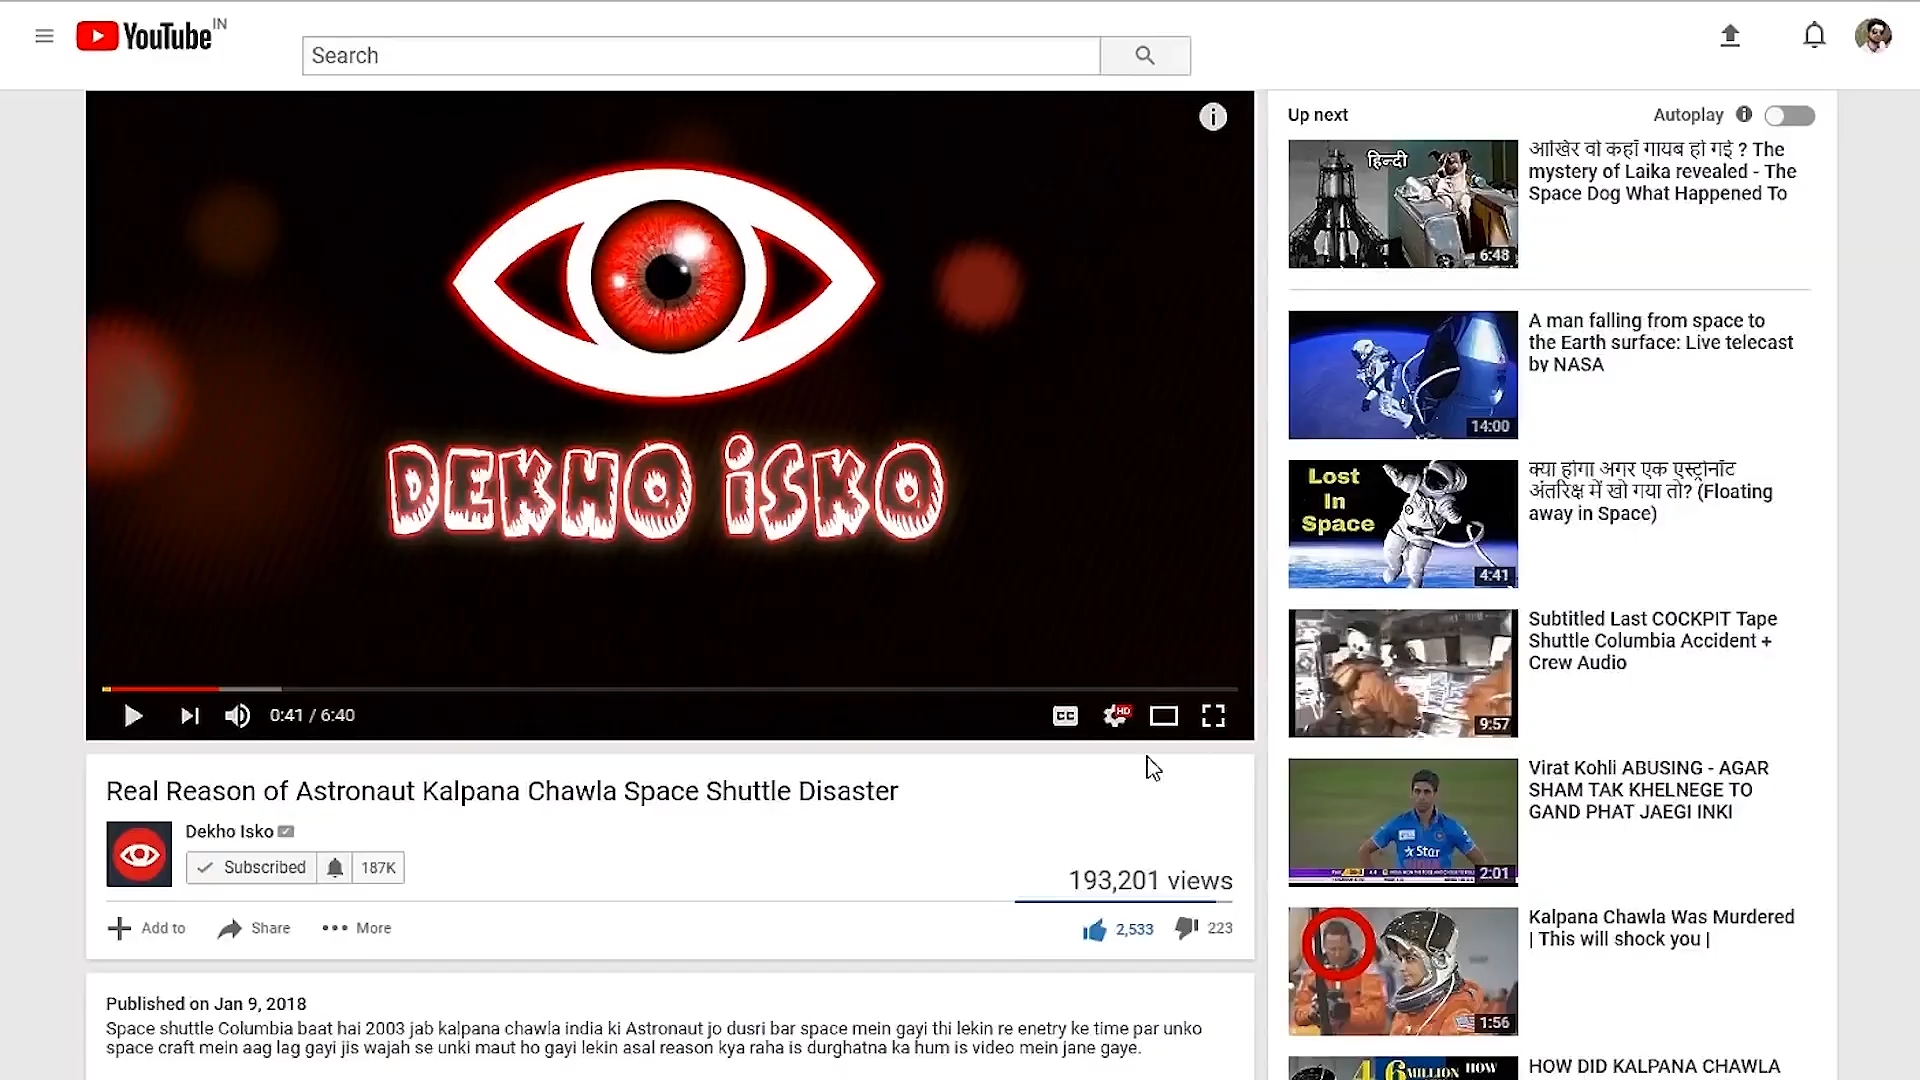 YouTube IN
Search
Up next
Autoplay
हिन्दी
6:48
आखिर वो कहाँ गायब हो गई ? The
mystery of Laika revealed - The
Space Dog What Happened To
14:00
A man falling from space to
the Earth surface: Live telecast
by NASA
Lost
In
Space
4:41
क्या होगा अगर एक एस्ट्रोनॉट
अंतरिक्ष में खो गया तो? (Floating
away in Space)
9:57
Subtitled Last COCKPIT Tape
Shuttle Columbia Accident +
Crew Audio
Star
2:01
Virat Kohli ABUSING - AGAR
SHAM TAK KHELNEGE TO
GAND PHAT JAEGI INKI
1:56
Kalpana Chawla Was Murdered
| This will shock you |
MILLION HOW
HOW DID KALPANA CHAWLA
DEKHO ISKO
0:41 / 6:40
CC
HD
Real Reason of Astronaut Kalpana Chawla Space Shuttle Disaster
Dekho Isko
Subscribed 187K
193,201 views
Add to Share More
2,533 223
Published on Jan 9, 2018
Space shuttle Columbia baat hai 2003 jab kalpana chawla india ki Astronaut jo dusri bar space mein gayi thi lekin re enetry ke time par unko
space craft mein aag lag gayi jis wajah se unki maut ho gayi lekin asal reason kya raha is durghatna ka hum is video mein jane gaye.